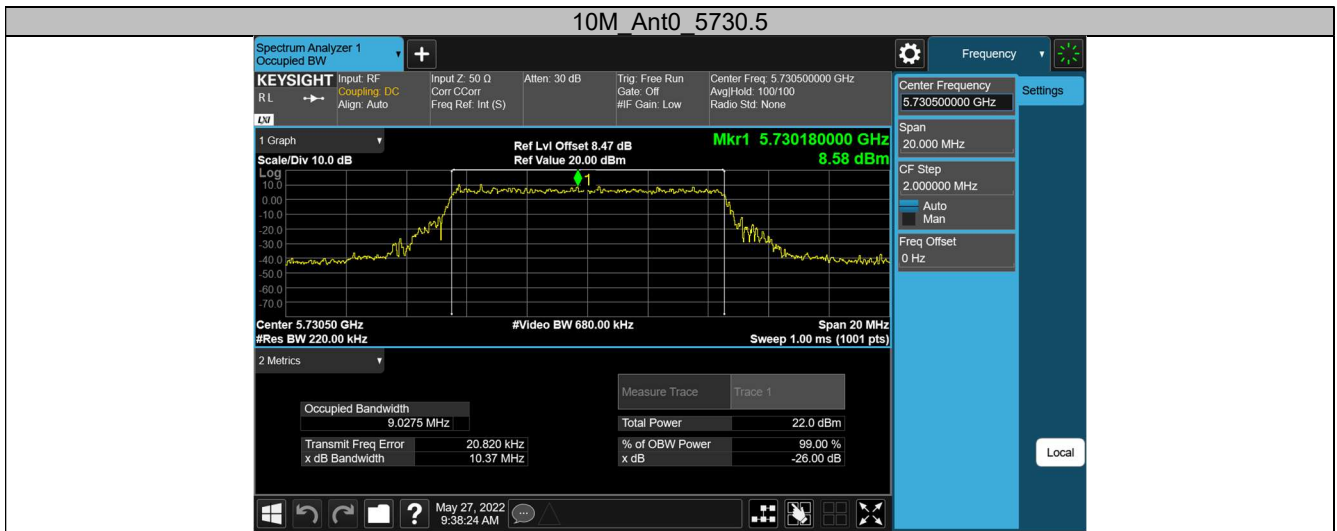 10M_Ant0_5730.5
Spectrum Analyzer 1
Occupied BW
+
Frequency
KEYSIGHT
RL
LXI
Input: RF
Coupling: DC
Align: Auto
Input Z: 50 Ω
Corr CCorr
Freq Ref: Int (S)
Atten: 30 dB
Trig: Free Run
Gate: Off
#IF Gain: Low
Center Freq: 5.730500000 GHz
Avg|Hold: 100/100
Radio Std: None
Center Frequency
5.730500000 GHz
Settings
Span
20.000 MHz
CF Step
2.000000 MHz
Auto
Man
Freq Offset
0 Hz
1 Graph
Scale/Div 10.0 dB
Ref Lvl Offset 8.47 dB
Ref Value 20.00 dBm
Mkr1 5.730180000 GHz
8.58 dBm
Log
10.0
0.00
-10.0
-20.0
-30.0
-40.0
-50.0
-60.0
-70.0
1
Center 5.73050 GHz
#Res BW 220.00 kHz
#Video BW 680.00 kHz
Span 20 MHz
Sweep 1.00 ms (1001 pts)
2 Metrics
Measure Trace Trace 1
Occupied Bandwidth
9.0275 MHz
Total Power 22.0 dBm
Transmit Freq Error 20.820 kHz
% of OBW Power 99.00 %
x dB Bandwidth 10.37 MHz
x dB -26.00 dB
Local
?
May 27, 2022
9:38:24 AM